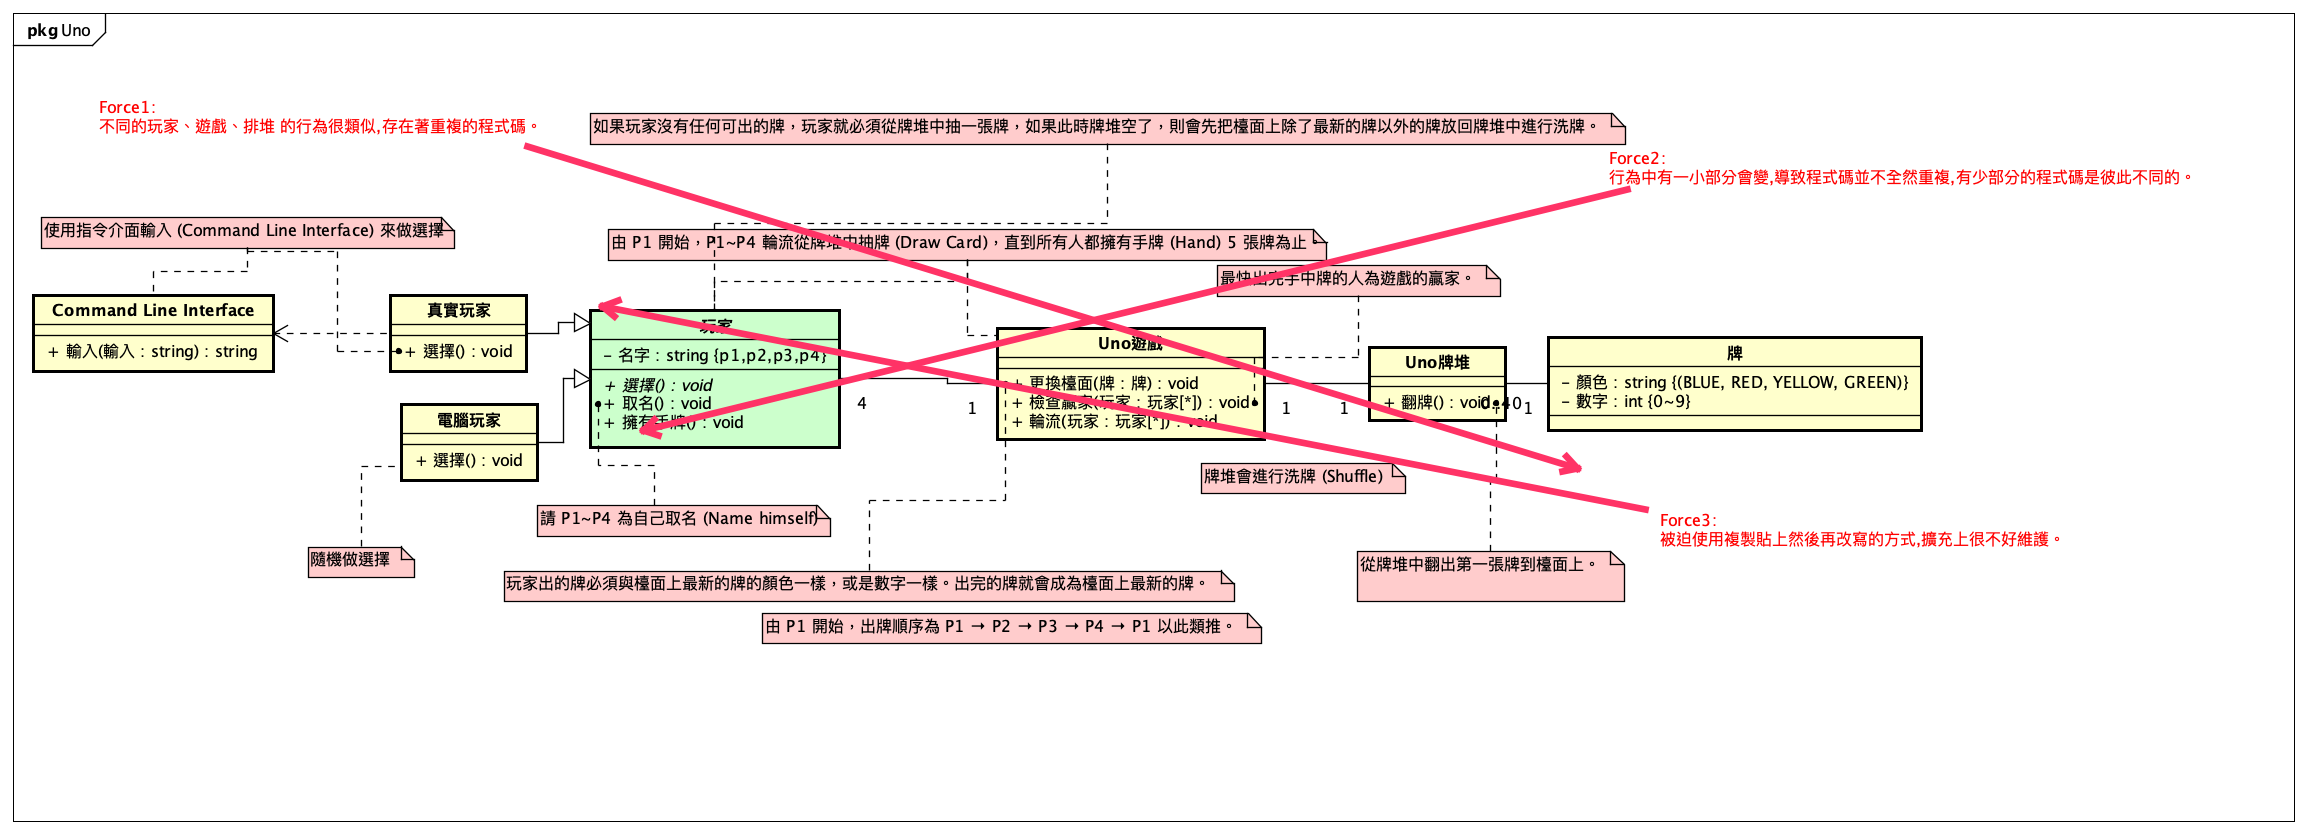 pkg Uno
Force1:
不同的玩家、遊戲、排堆 的行為很類似,存在著重複的程式碼。
如果玩家沒有任何可出的牌，玩家就必須從牌堆中抽一張牌，如果此時牌堆空了，則會先把檯面上除了最新的牌以外的牌放回牌堆中進行洗牌。
Force2:
行為中有一小部分會變,導致程式碼並不全然重複,有少部分的程式碼是彼此不同的。
使用指令介面輸入 (Command Line Interface) 來做選擇
由 P1 開始，P1~P4 輪流從牌堆中抽牌 (Draw Card)，直到所有人都擁有手牌 (Hand) 5 張牌為止。
最快出完手中牌的人為遊戲的贏家。
Command Line Interface
+ 輸入(輸入 : string) : string
真實玩家
+ 選擇() : void
電腦玩家
+ 選擇() : void
玩家
- 名字 : string {p1,p2,p3,p4}
+ 選擇() : void
+ 取名() : void
+ 擁有手牌() : void
4
1
Uno遊戲
+ 更換檯面(牌 : 牌) : void
+ 檢查贏家(玩家 : 玩家[*]) : void
+ 輪流(玩家 : 玩家[*]) : void
1
1
Uno牌堆
+ 翻牌() : void
0..40
1
牌
- 顏色 : string {(BLUE, RED, YELLOW, GREEN)}
- 數字 : int {0~9}
牌堆會進行洗牌 (Shuffle)
請 P1~P4 為自己取名 (Name himself)
Force3:
被迫使用複製貼上然後再改寫的方式,擴充上很不好維護。
隨機做選擇
從牌堆中翻出第一張牌到檯面上。
玩家出的牌必須與檯面上最新的牌的顏色一樣，或是數字一樣。出完的牌就會成為檯面上最新的牌。
由 P1 開始，出牌順序為 P1 → P2 → P3 → P4 → P1 以此類推。